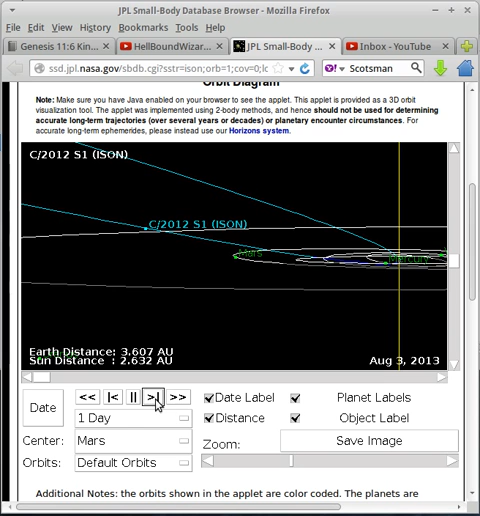 JPL Small-Body Database Browser - Mozilla Firefox
File Edit View History Bookmarks Tools Help
Genesis 11:6 Kin... HellBoundWizar... JPL Small-Body ... Inbox - YouTube
ssd.jpl.nasa.gov/sbdb.cgi?sstr=ison;orb=1;cov=0;lc Scotsman
Orbit Diagram
Note: Make sure you have Java enabled on your browser to see the applet. This applet is provided as a 3D orbit
visualization tool. The applet was implemented using 2-body methods, and hence should not be used for determining
accurate long-term trajectories (over several years or decades) or planetary encounter circumstances. For
accurate long-term ephemerides, please instead use our Horizons system.
C/2012 S1 (ISON)
C/2012 S1 (ISON)
Mars
Mercury
Earth Distance: 3.607 AU
Sun Distance : 2.632 AU
Aug 3, 2013
Date
<< |< || >| >>
Date Label Planet Labels
1 Day
Distance Object Label
Center: Mars
Zoom: Save Image
Orbits: Default Orbits
Additional Notes: the orbits shown in the applet are color coded. The planets are